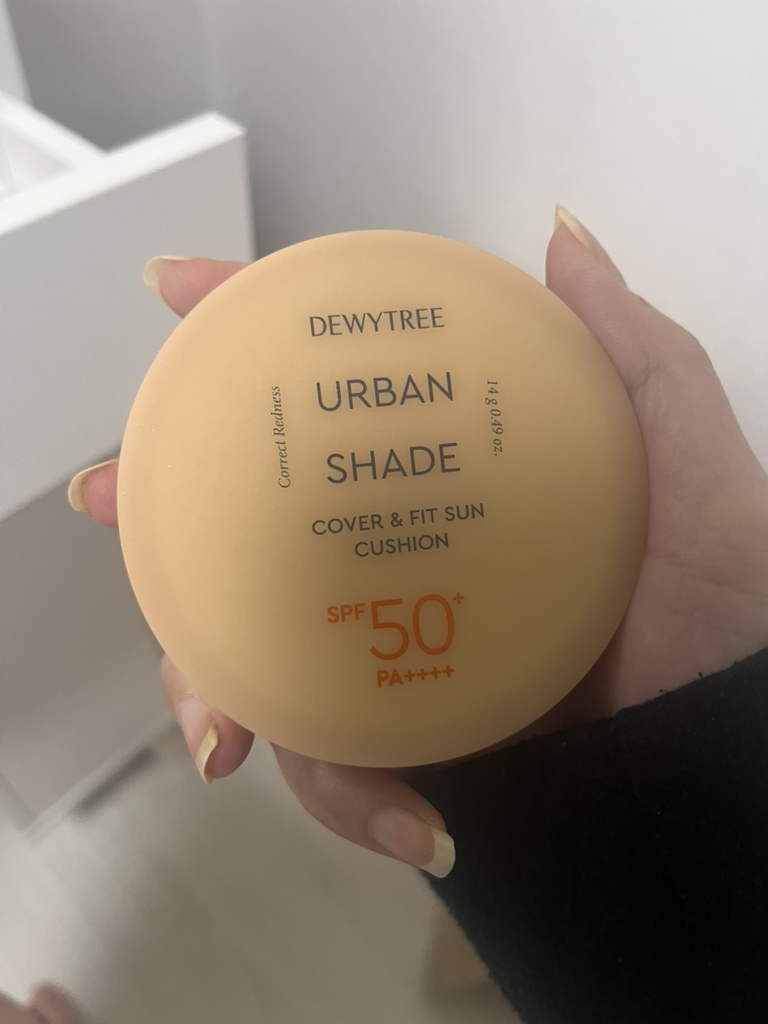 DEWYTREE
URBAN
SHADE
Correct Redness
14 g 0.49 oz.
COVER & FIT SUN
CUSHION
SPF 50+
PA++++